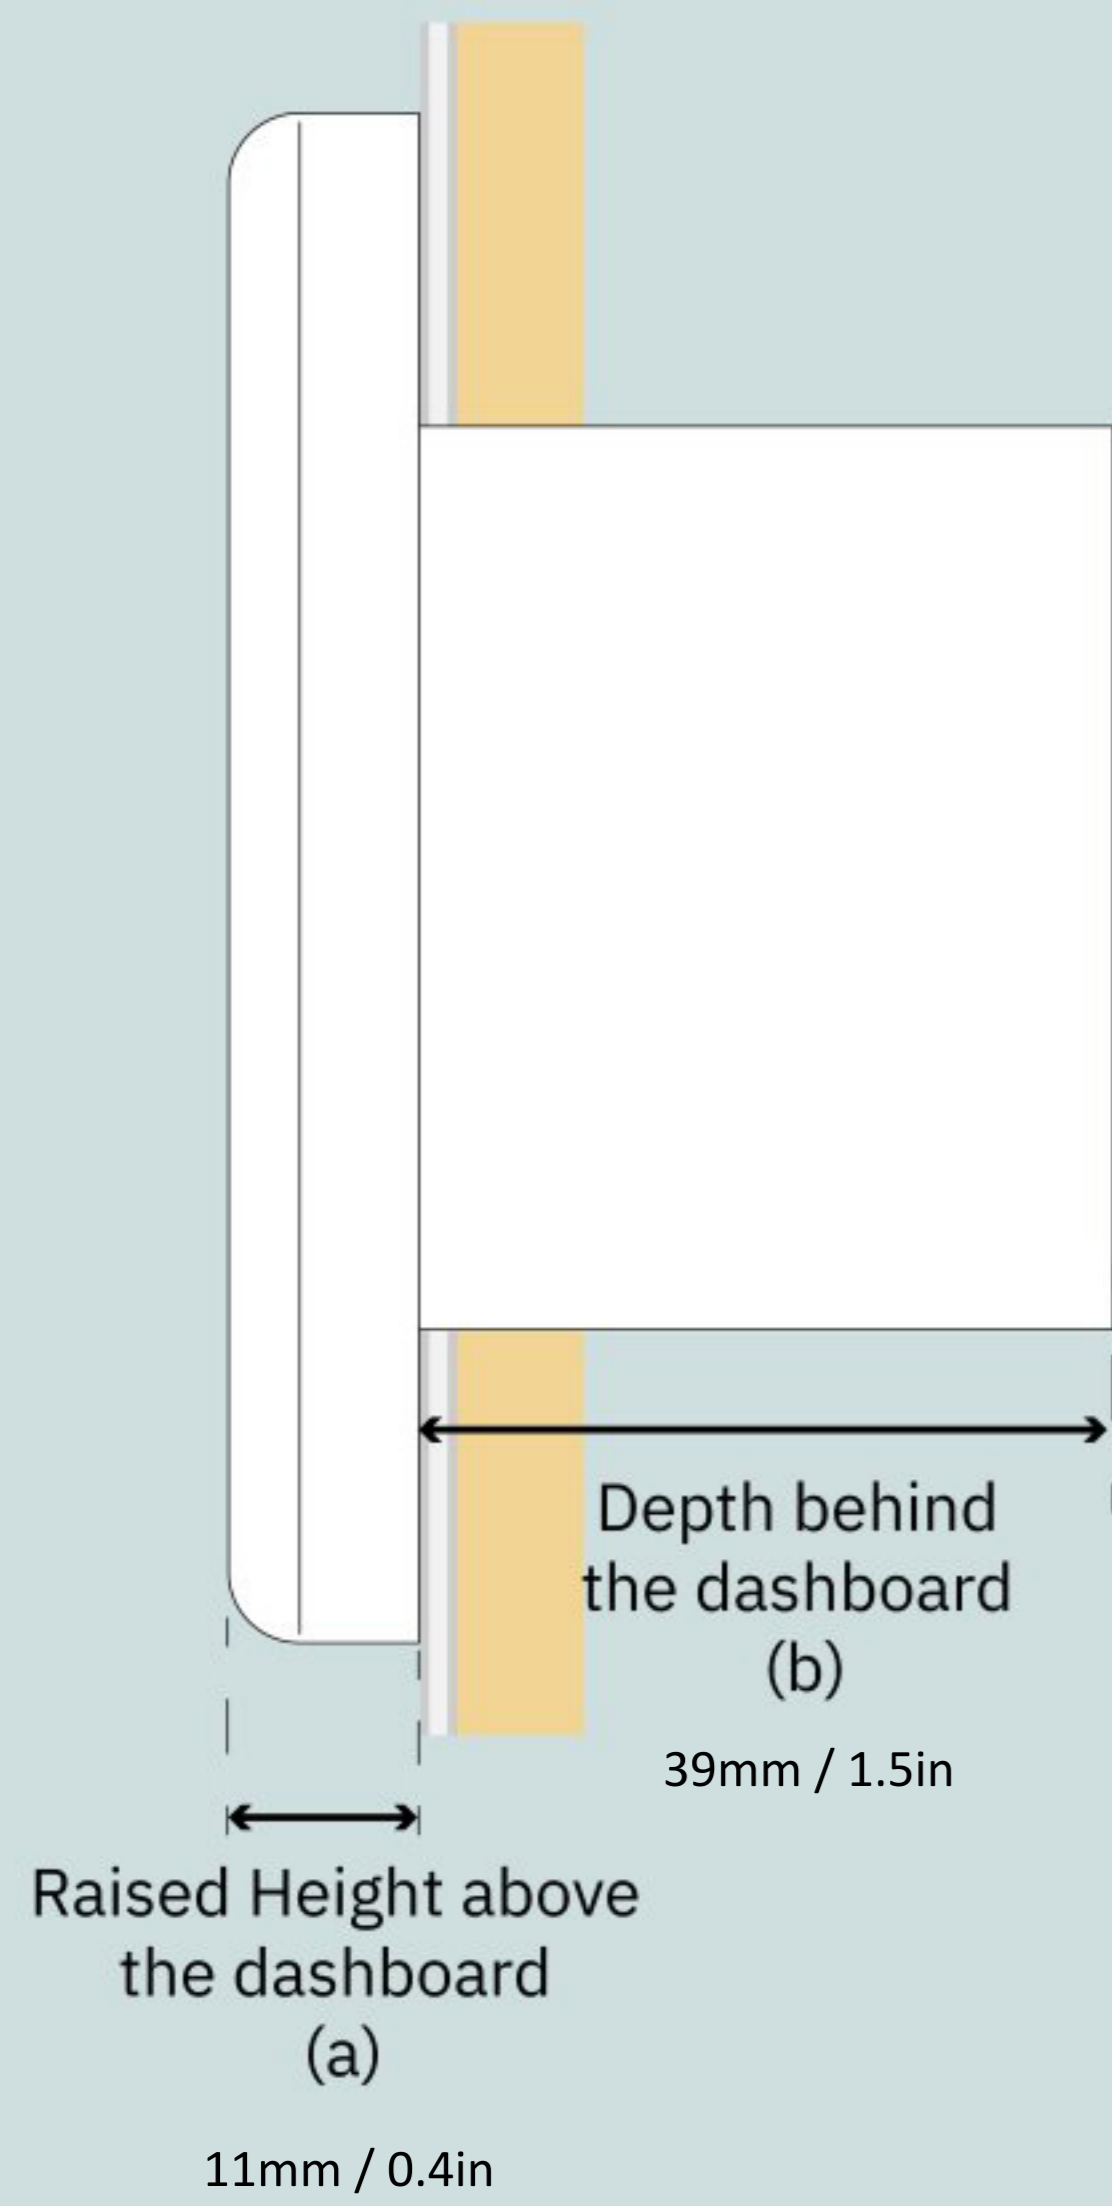 Depth behind
the dashboard
(b)
39mm / 1.5in
Raised Height above
the dashboard
(a)
11mm / 0.4in